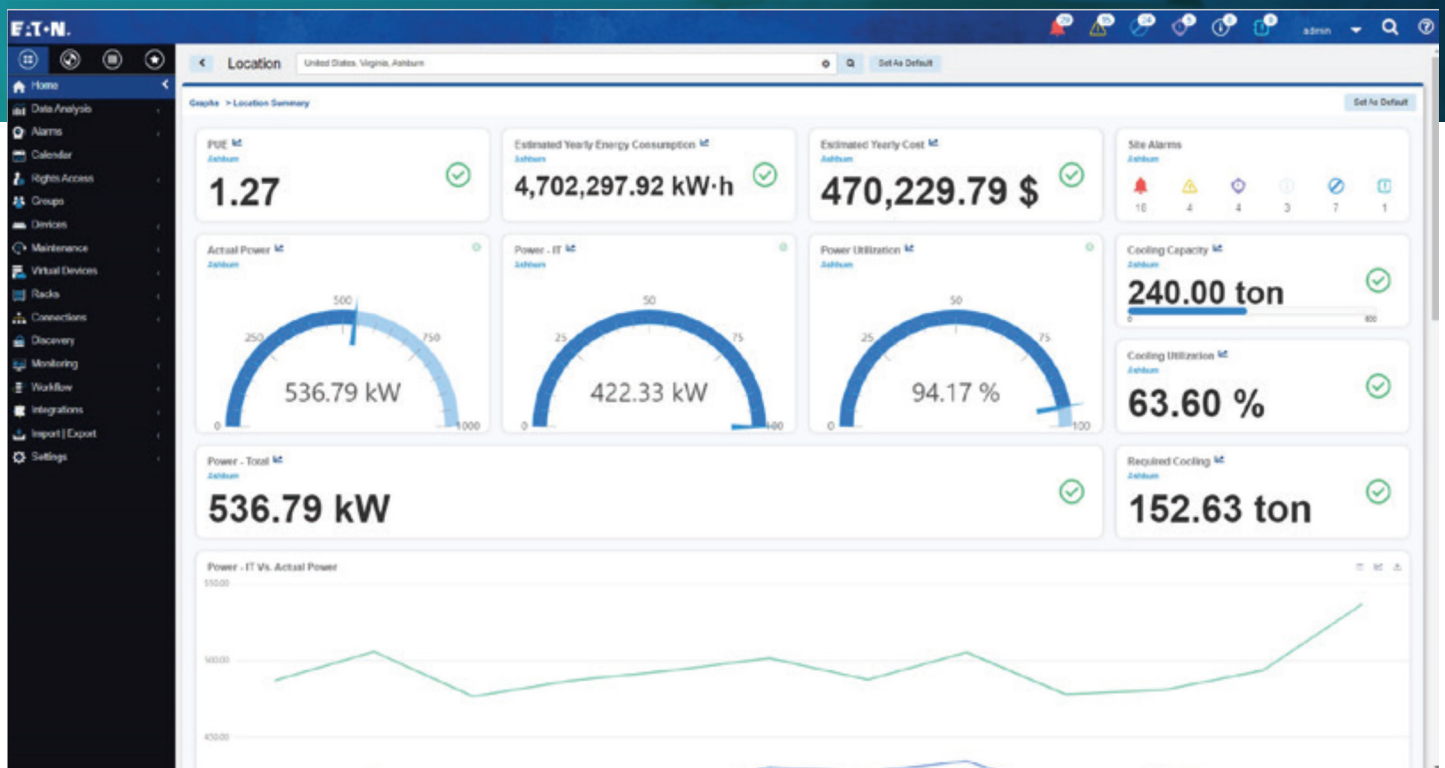 E:T•N.
admin
Location
United States, Virginia, Ashburn
Set As Default
Home
Data Analysis
Alarms
Calendar
Rights Access
Groups
Devices
Maintenance
Virtual Devices
Racks
Connections
Discovery
Monitoring
Workflow
Integrations
Import | Export
Settings
Graphs > Location Summary
Set As Default
PUE
Ashburn
1.27
Estimated Yearly Energy Consumption
Ashburn
4,702,297.92 kW·h
Estimated Yearly Cost
Ashburn
470,229.79 $
Site Alarms
Ashburn
4 4 3 7 1
Actual Power
Ashburn
0 250 500 750 1000
536.79 kW
Power - IT
Ashburn
0 25 50 75 100
422.33 kW
Power Utilization
Ashburn
0 25 50 75 100
94.17 %
Cooling Capacity
Ashburn
240.00 ton
0 400
Cooling Utilization
Ashburn
63.60 %
Power - Total
Ashburn
536.79 kW
Required Cooling
Ashburn
152.63 ton
Power - IT Vs. Actual Power
550.00
500.00
450.00